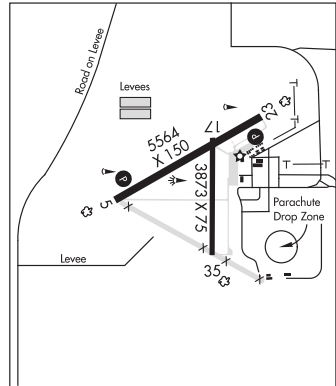 Road on Levee
Levees
5564
X 150
23
17
P
P
3873 X 75
5
Parachute
Drop Zone
35
Levee